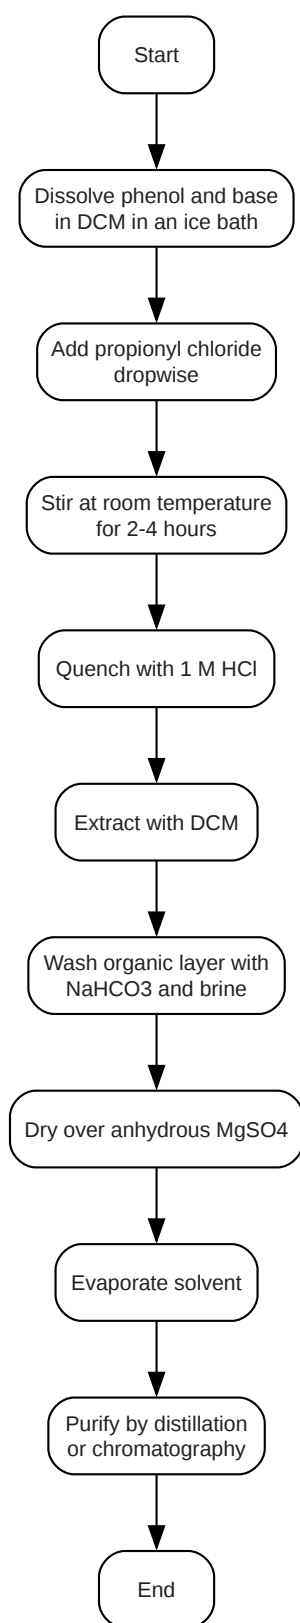 Start
Dissolve phenol and base
in DCM in an ice bath
Add propionyl chloride
dropwise
Stir at room temperature
for 2-4 hours
Quench with 1 M HCl
Extract with DCM
Wash organic layer with
NaHCO3 and brine
Dry over anhydrous MgSO4
Evaporate solvent
Purify by distillation
or chromatography
End